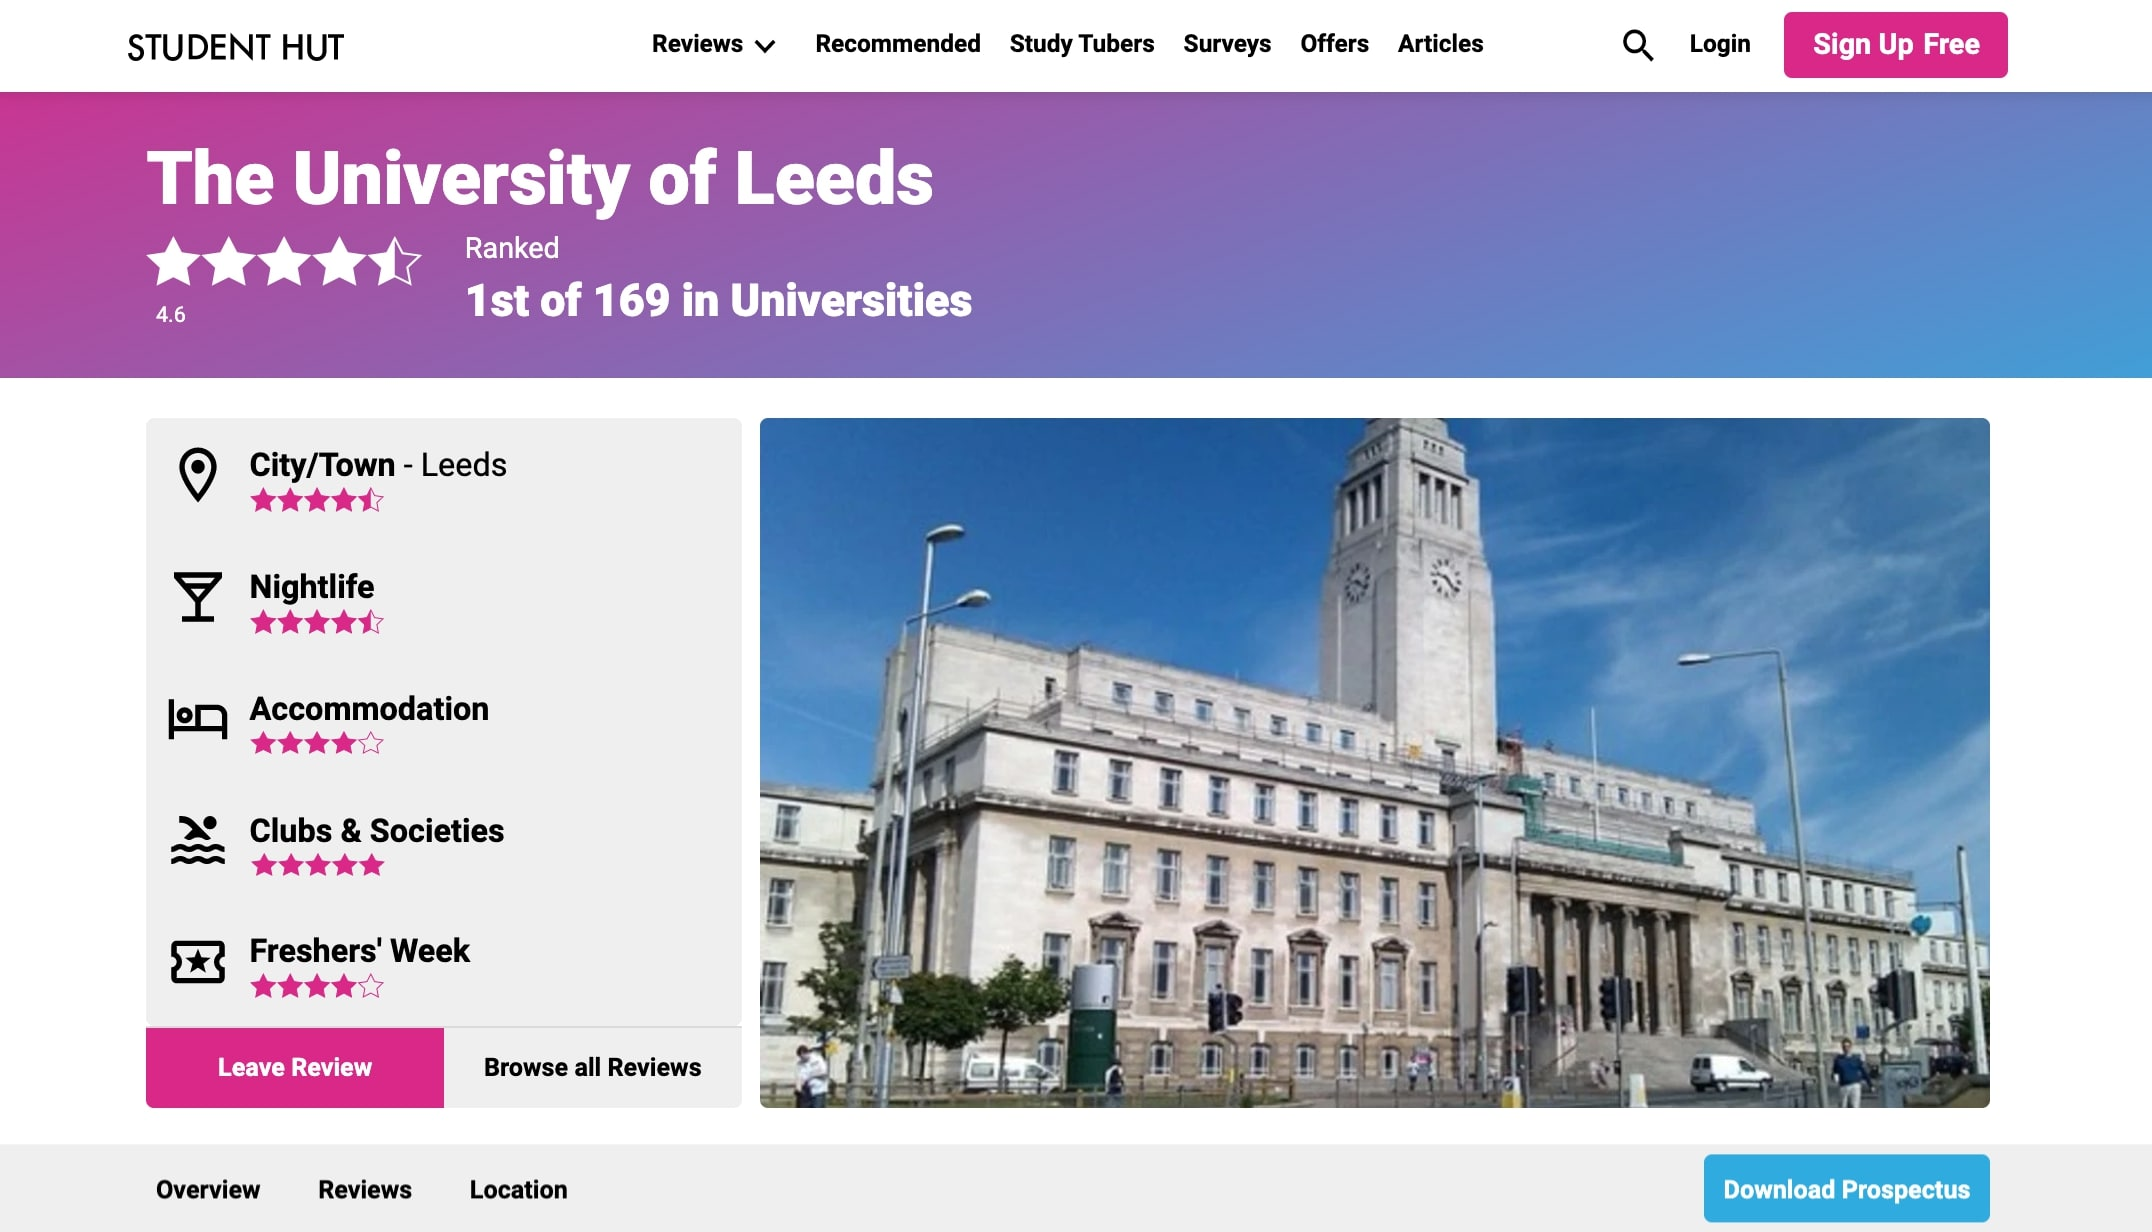 STUDENT HUT
Reviews Recommended Study Tubers Surveys Offers Articles
Login
Sign Up Free
The University of Leeds
Ranked
1st of 169 in Universities
4.6
City/Town - Leeds
Nightlife
Accommodation
Clubs & Societies
Freshers' Week
Leave Review
Browse all Reviews
Overview Reviews Location
Download Prospectus